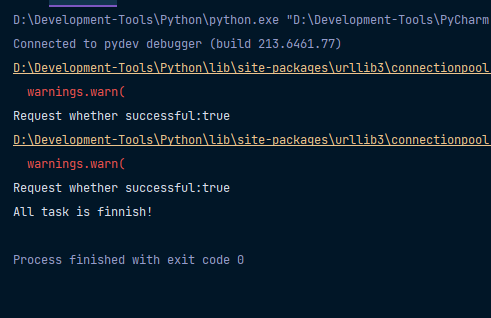 D:\Development-Tools\Python\python.exe "D:\Development-Tools\PyCharm
Connected to pydev debugger (build 213.6461.77)
D:\Development-Tools\Python\lib\site-packages\urllib3\connectionpool
warnings.warn(
Request whether successful:true
D:\Development-Tools\Python\lib\site-packages\urllib3\connectionpool
warnings.warn(
Request whether successful:true
All task is finnish!
Process finished with exit code 0